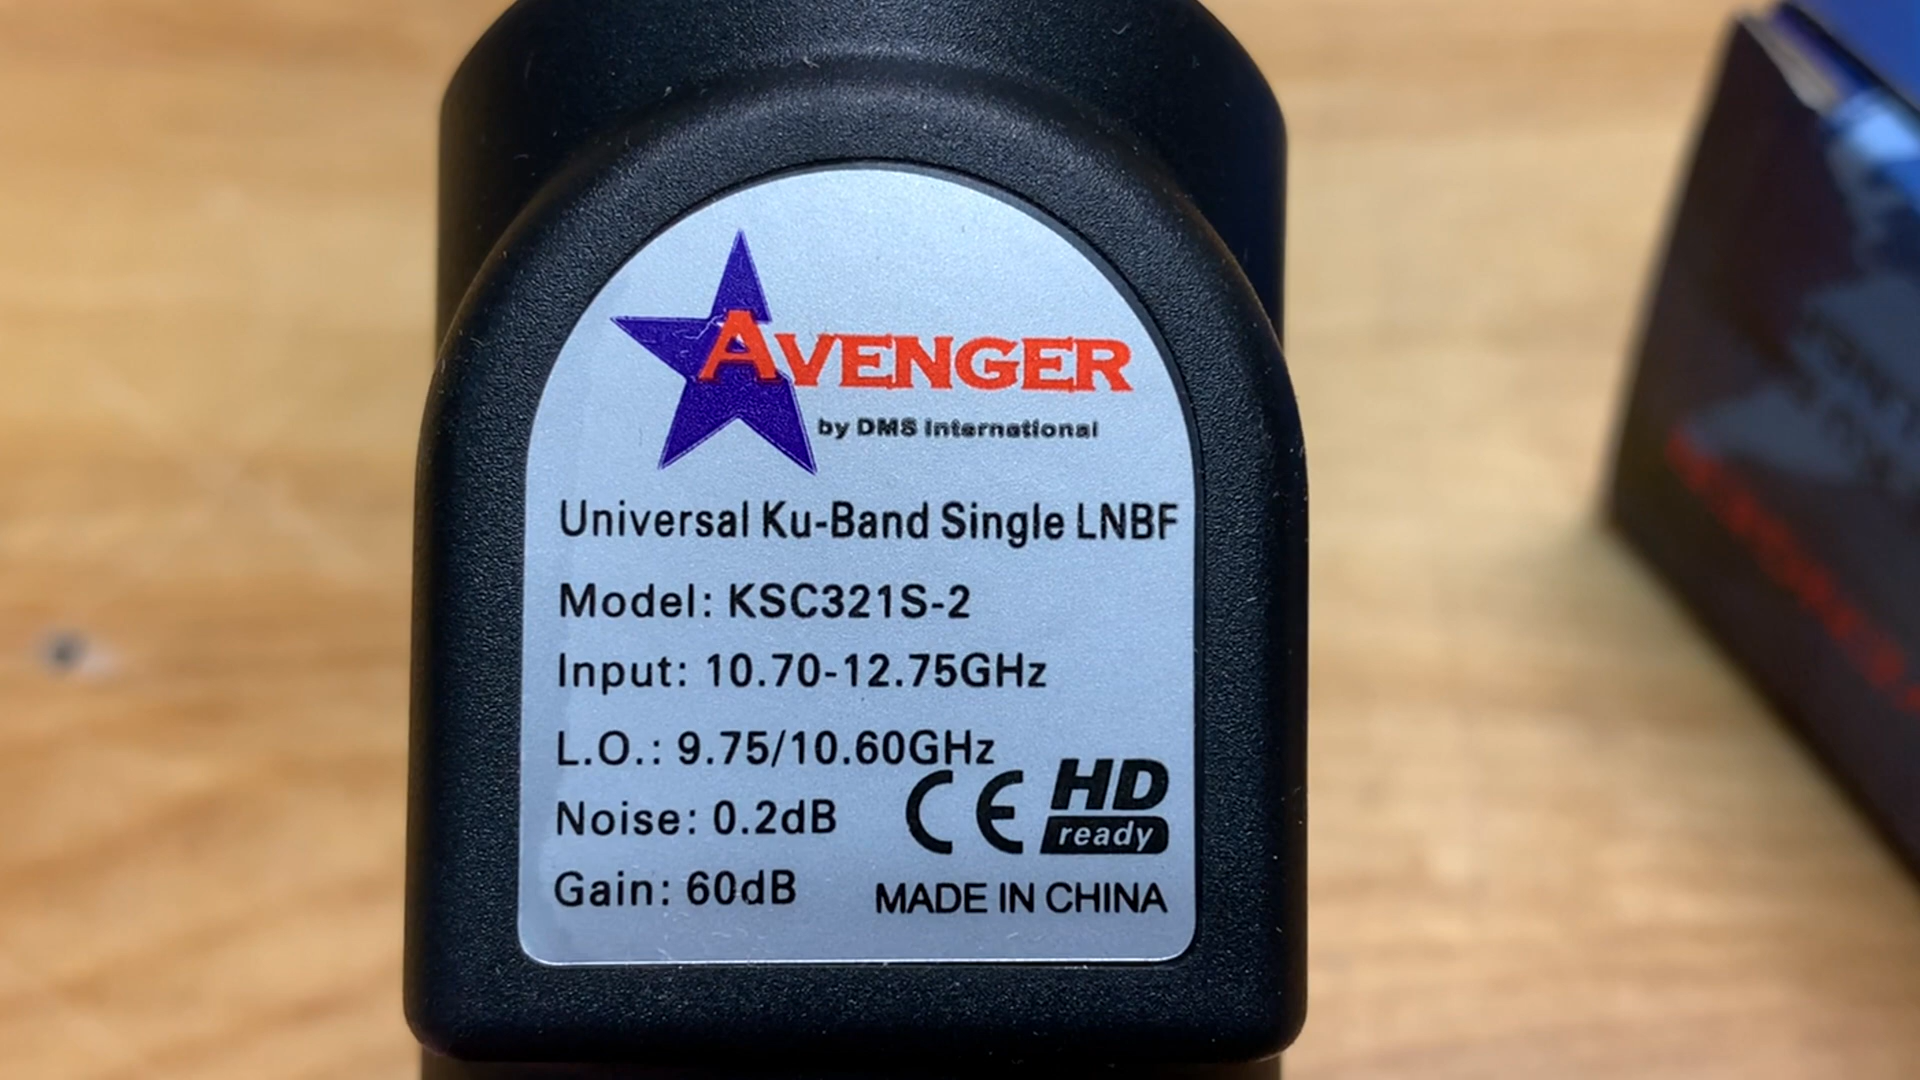 AVENGER
by DMS International
Universal Ku-Band Single LNBF
Model: KSC321S-2
Input: 10.70-12.75GHz
L.O.: 9.75/10.60GHz
Noise: 0.2dB
CE HD ready
Gain: 60dB
MADE IN CHINA